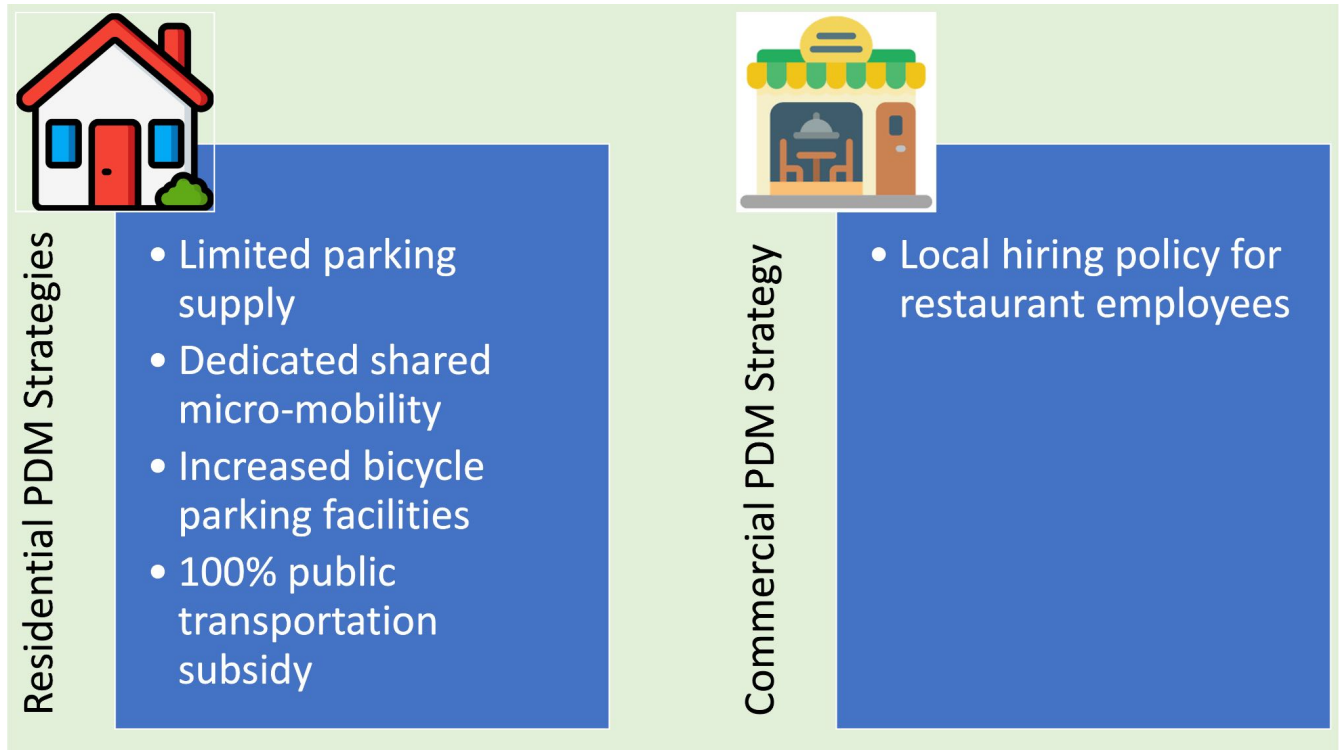 Residential PDM Strategies
• Limited parking
supply
• Dedicated shared
micro-mobility
• Increased bicycle
parking facilities
• 100% public
transportation
subsidy
Commercial PDM Strategy
• Local hiring policy for
restaurant employees